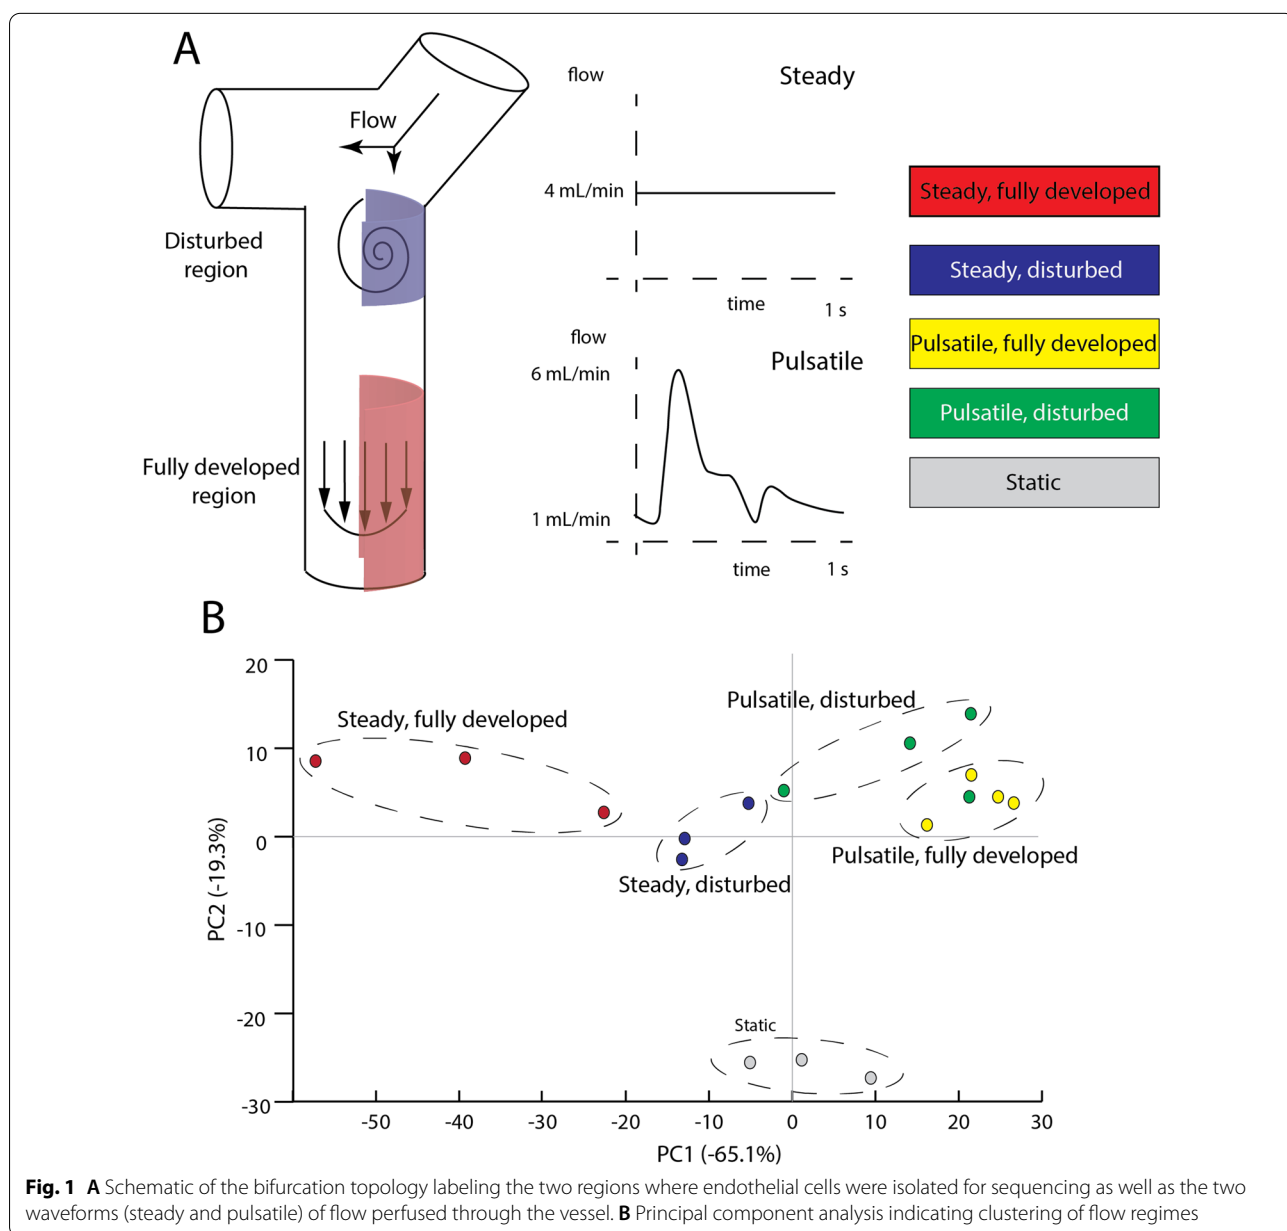 A
Flow
Disturbed
region
Fully developed
region
flow
Steady
4 mL/min
time
1 s
flow
Pulsatile
6 mL/min
1 mL/min
time
1 s
Steady, fully developed
Steady, disturbed
Pulsatile, fully developed
Pulsatile, disturbed
Static
B
20
10
0
-10
-20
-30
PC2 (-19.3%)
Steady, fully developed
Pulsatile, disturbed
Steady, disturbed
Pulsatile, fully developed
Static
-50 -40 -30 -20 -10 0 10 20 30
PC1 (-65.1%)
Fig. 1 A Schematic of the bifurcation topology labeling the two regions where endothelial cells were isolated for sequencing as well as the two
waveforms (steady and pulsatile) of flow perfused through the vessel. B Principal component analysis indicating clustering of flow regimes